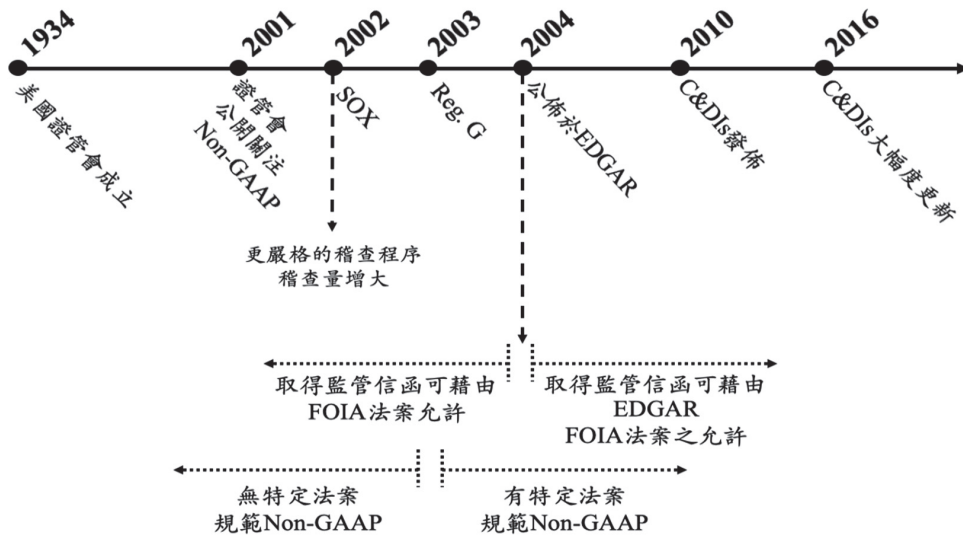 1934
2001
2002
2003
2004
2010
2016
美國證管會成立
證管會
公開關注
Non-GAAP
SOX
Reg. G
公佈於EDGAR
C&DIs發佈
C&DIs大幅度更新
更嚴格的稽查程序
稽查量增大
取得監管信函可藉由
FOIA法案允許
取得監管信函可藉由
EDGAR
FOIA法案之允許
無特定法案
規範Non-GAAP
有特定法案
規範Non-GAAP